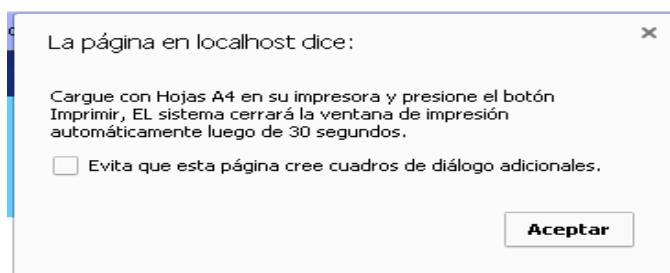 La página en localhost dice:
Cargue con Hojas A4 en su impresora y presione el botón
Imprimir, EL sistema cerrará la ventana de impresión
automáticamente luego de 30 segundos.
Evita que esta página cree cuadros de diálogo adicionales.
Aceptar